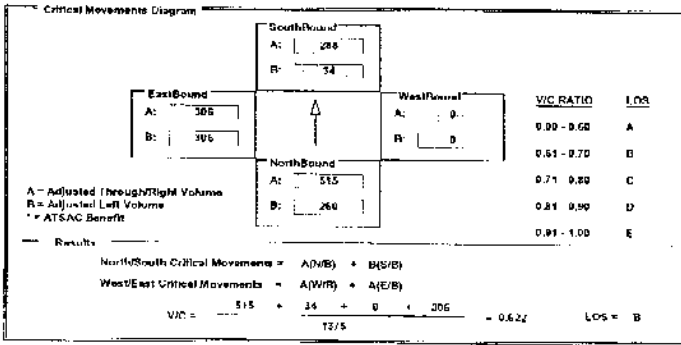 Critical Movements Diagram
SouthBound
A: 288
B: 34
EastBound
A: 306
B: 306
WestBound
A: 0
B: 0
NorthBound
A: 515
B: 260
V/C RATIO LOS
0.00 - 0.60 A
0.61 - 0.70 B
0.71 - 0.80 C
0.81 - 0.90 D
0.91 - 1.00 E
A = Adjusted Through/Right Volume
B = Adjusted Left Volume
* = ATSAC Benefit
Results
North/South Critical Movements = A(N/B) + B(S/B)
West/East Critical Movements = A(W/B) + A(E/B)
V/C = 515 + 34 + 0 + 306
1375
= 0.622 LOS = B